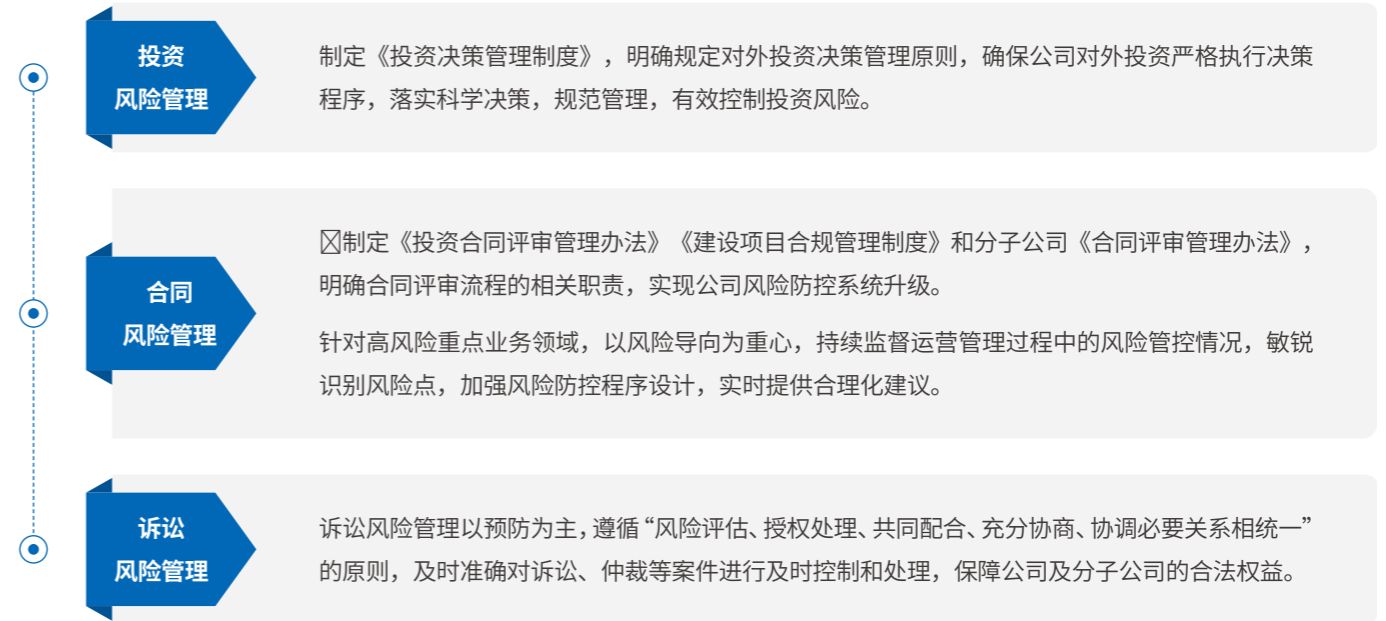 投资
风险管理
制定《投资决策管理制度》，明确规定对外投资决策管理原则，确保公司对外投资严格执行决策
程序，落实科学决策，规范管理，有效控制投资风险。
合同
风险管理
制定《投资合同评审管理办法》《建设项目合规管理制度》和分子公司《合同评审管理办法》，
明确合同评审流程的相关职责，实现公司风险防控系统升级。
针对高风险重点业务领域，以风险导向为重心，持续监督运营管理过程中的风险管控情况，敏锐
识别风险点，加强风险防控程序设计，实时提供合理化建议。
诉讼
风险管理
诉讼风险管理以预防为主，遵循“风险评估、授权处理、共同配合、充分协商、协调必要关系相统一”
的原则，及时准确对诉讼、仲裁等案件进行及时控制和处理，保障公司及分子公司的合法权益。